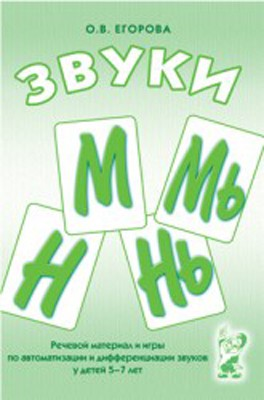 О.В. ЕГОРОВА
ЗВУКИ
М
Мь
Н
Нь
Речевой материал и игры
по автоматизации и дифференциации звуков
у детей 5–7 лет